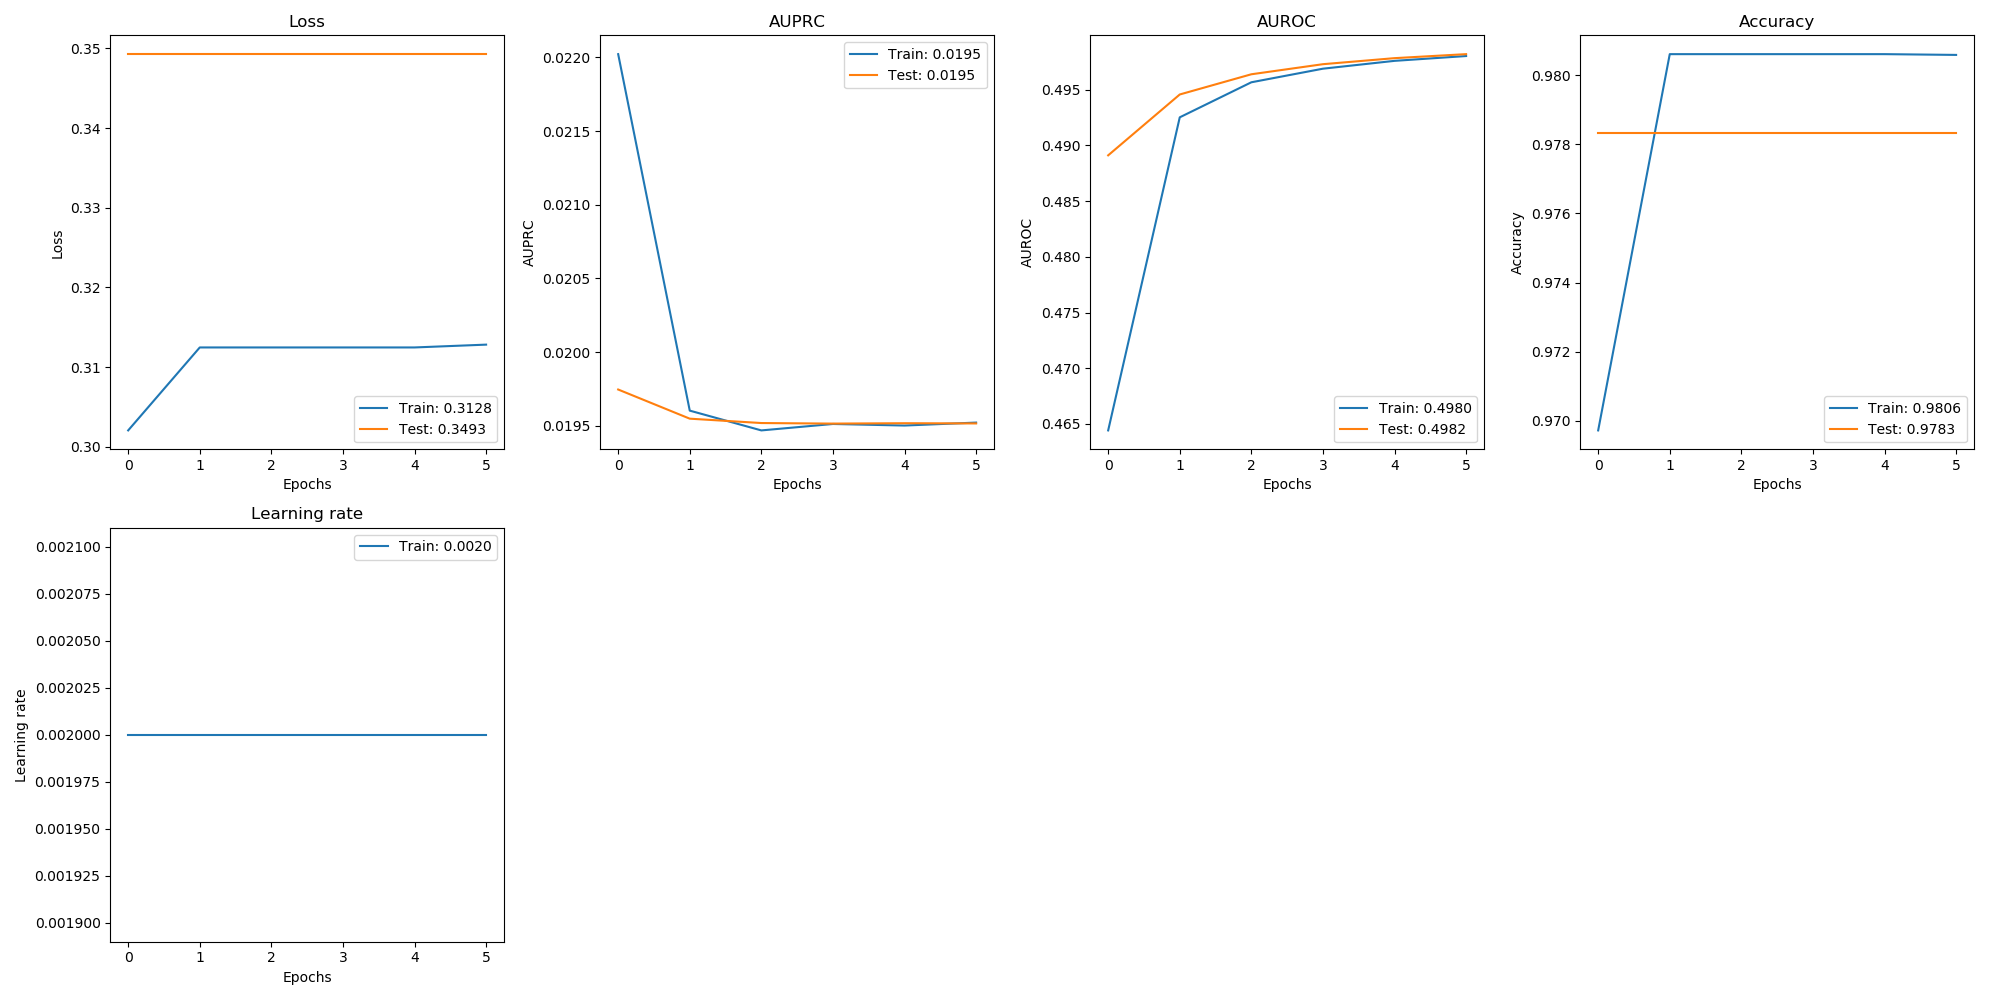 Loss
0.35
0.34
0.33
0.32
0.31
0.30
Loss
Train: 0.3128
Test: 0.3493
0 1 2 3 4 5
Epochs
AUPRC
0.0220
0.0215
0.0210
0.0205
0.0200
0.0195
AUPRC
Train: 0.0195
Test: 0.0195
0 1 2 3 4 5
Epochs
AUROC
0.495
0.490
0.485
0.480
0.475
0.470
0.465
AUROC
Train: 0.4980
Test: 0.4982
0 1 2 3 4 5
Epochs
Accuracy
0.980
0.978
0.976
0.974
0.972
0.970
Accuracy
Train: 0.9806
Test: 0.9783
0 1 2 3 4 5
Epochs
Learning rate
0.002100
0.002075
0.002050
0.002025
0.002000
0.001975
0.001950
0.001925
0.001900
Learning rate
Train: 0.0020
0 1 2 3 4 5
Epochs